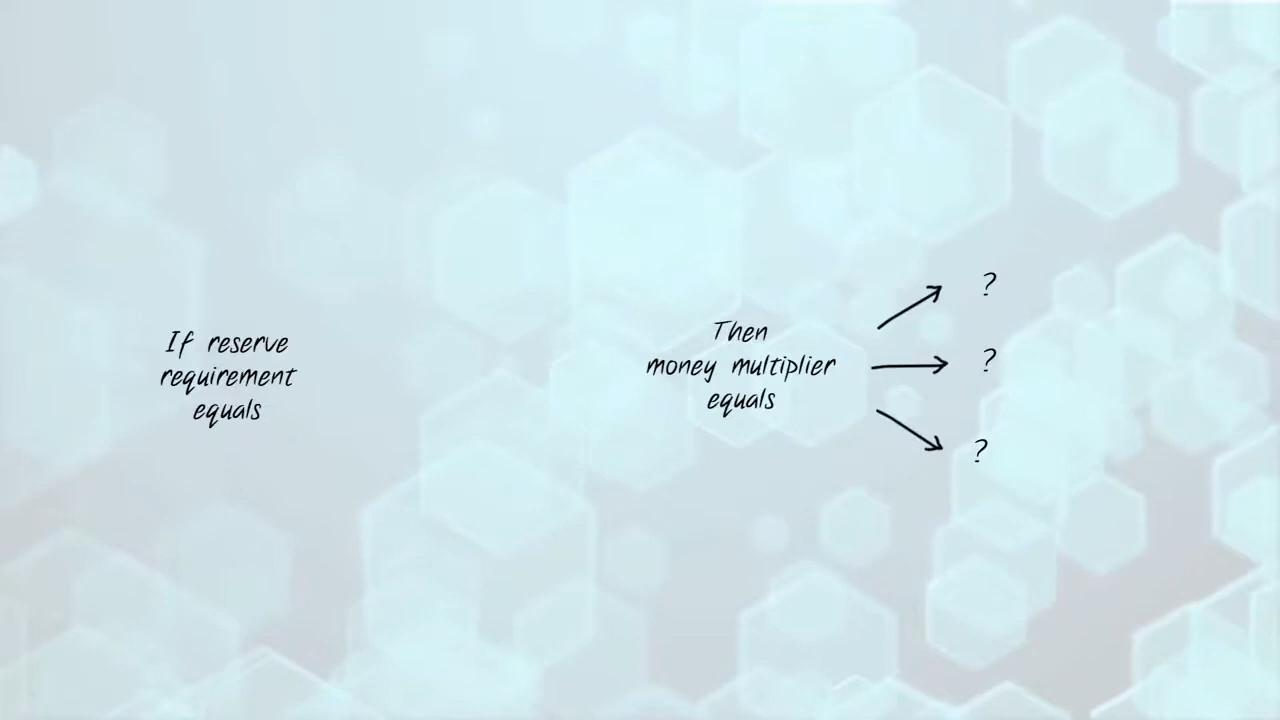 If reserve
requirement
equals
Then
money multiplier
equals
?
?
?